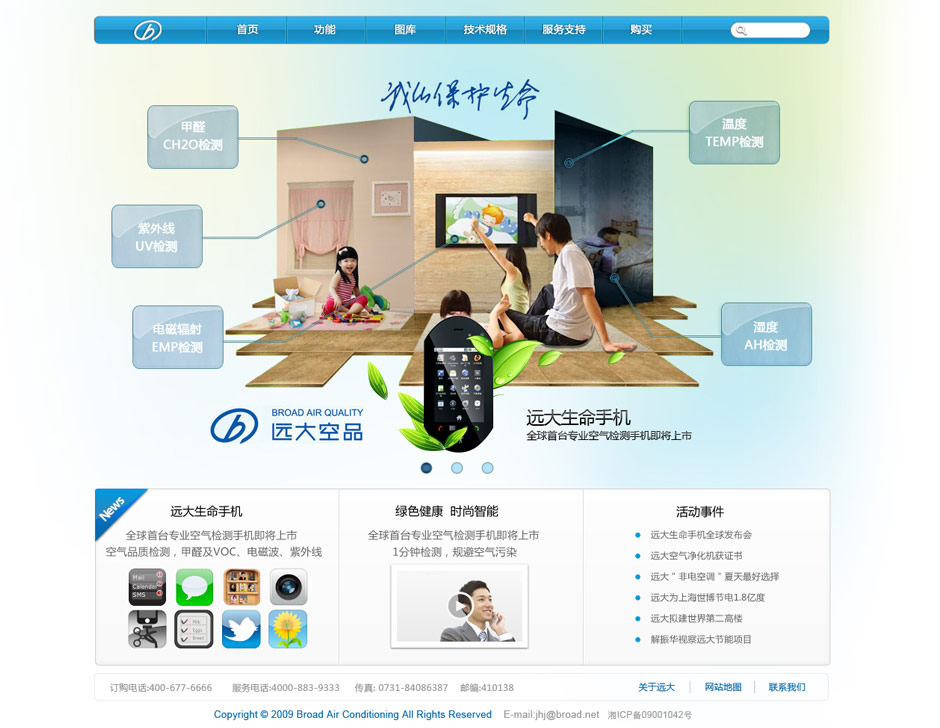 首页 功能 图库 技术规格 服务支持 购买
我们保护生命
甲醛
CH2O检测
温度
TEMP检测
紫外线
UV检测
电磁辐射
EMP检测
湿度
AH检测
BROAD AIR QUALITY
远大空品
远大生命手机
全球首台专业空气检测手机即将上市
News
远大生命手机
全球首台专业空气检测手机即将上市
空气品质检测，甲醛及VOC、电磁波、紫外线
Mail
Calendar
SMS
绿色健康 时尚智能
全球首台专业空气检测手机即将上市
1分钟检测，规避空气污染
活动事件
远大生命手机全球发布会
远大空气净化机获证书
远大＂非电空调＂夏天最好选择
远大为上海世博节电1.8亿度
远大拟建世界第二高楼
解振华视察远大节能项目
订购电话:400-677-6666 服务电话:4000-883-9333 传真: 0731-84086387 邮编:410138
关于远大 网站地图 联系我们
Copyright © 2009 Broad Air Conditioning All Rights Reserved E-mail:jhj@broad.net 湘ICP备09001042号